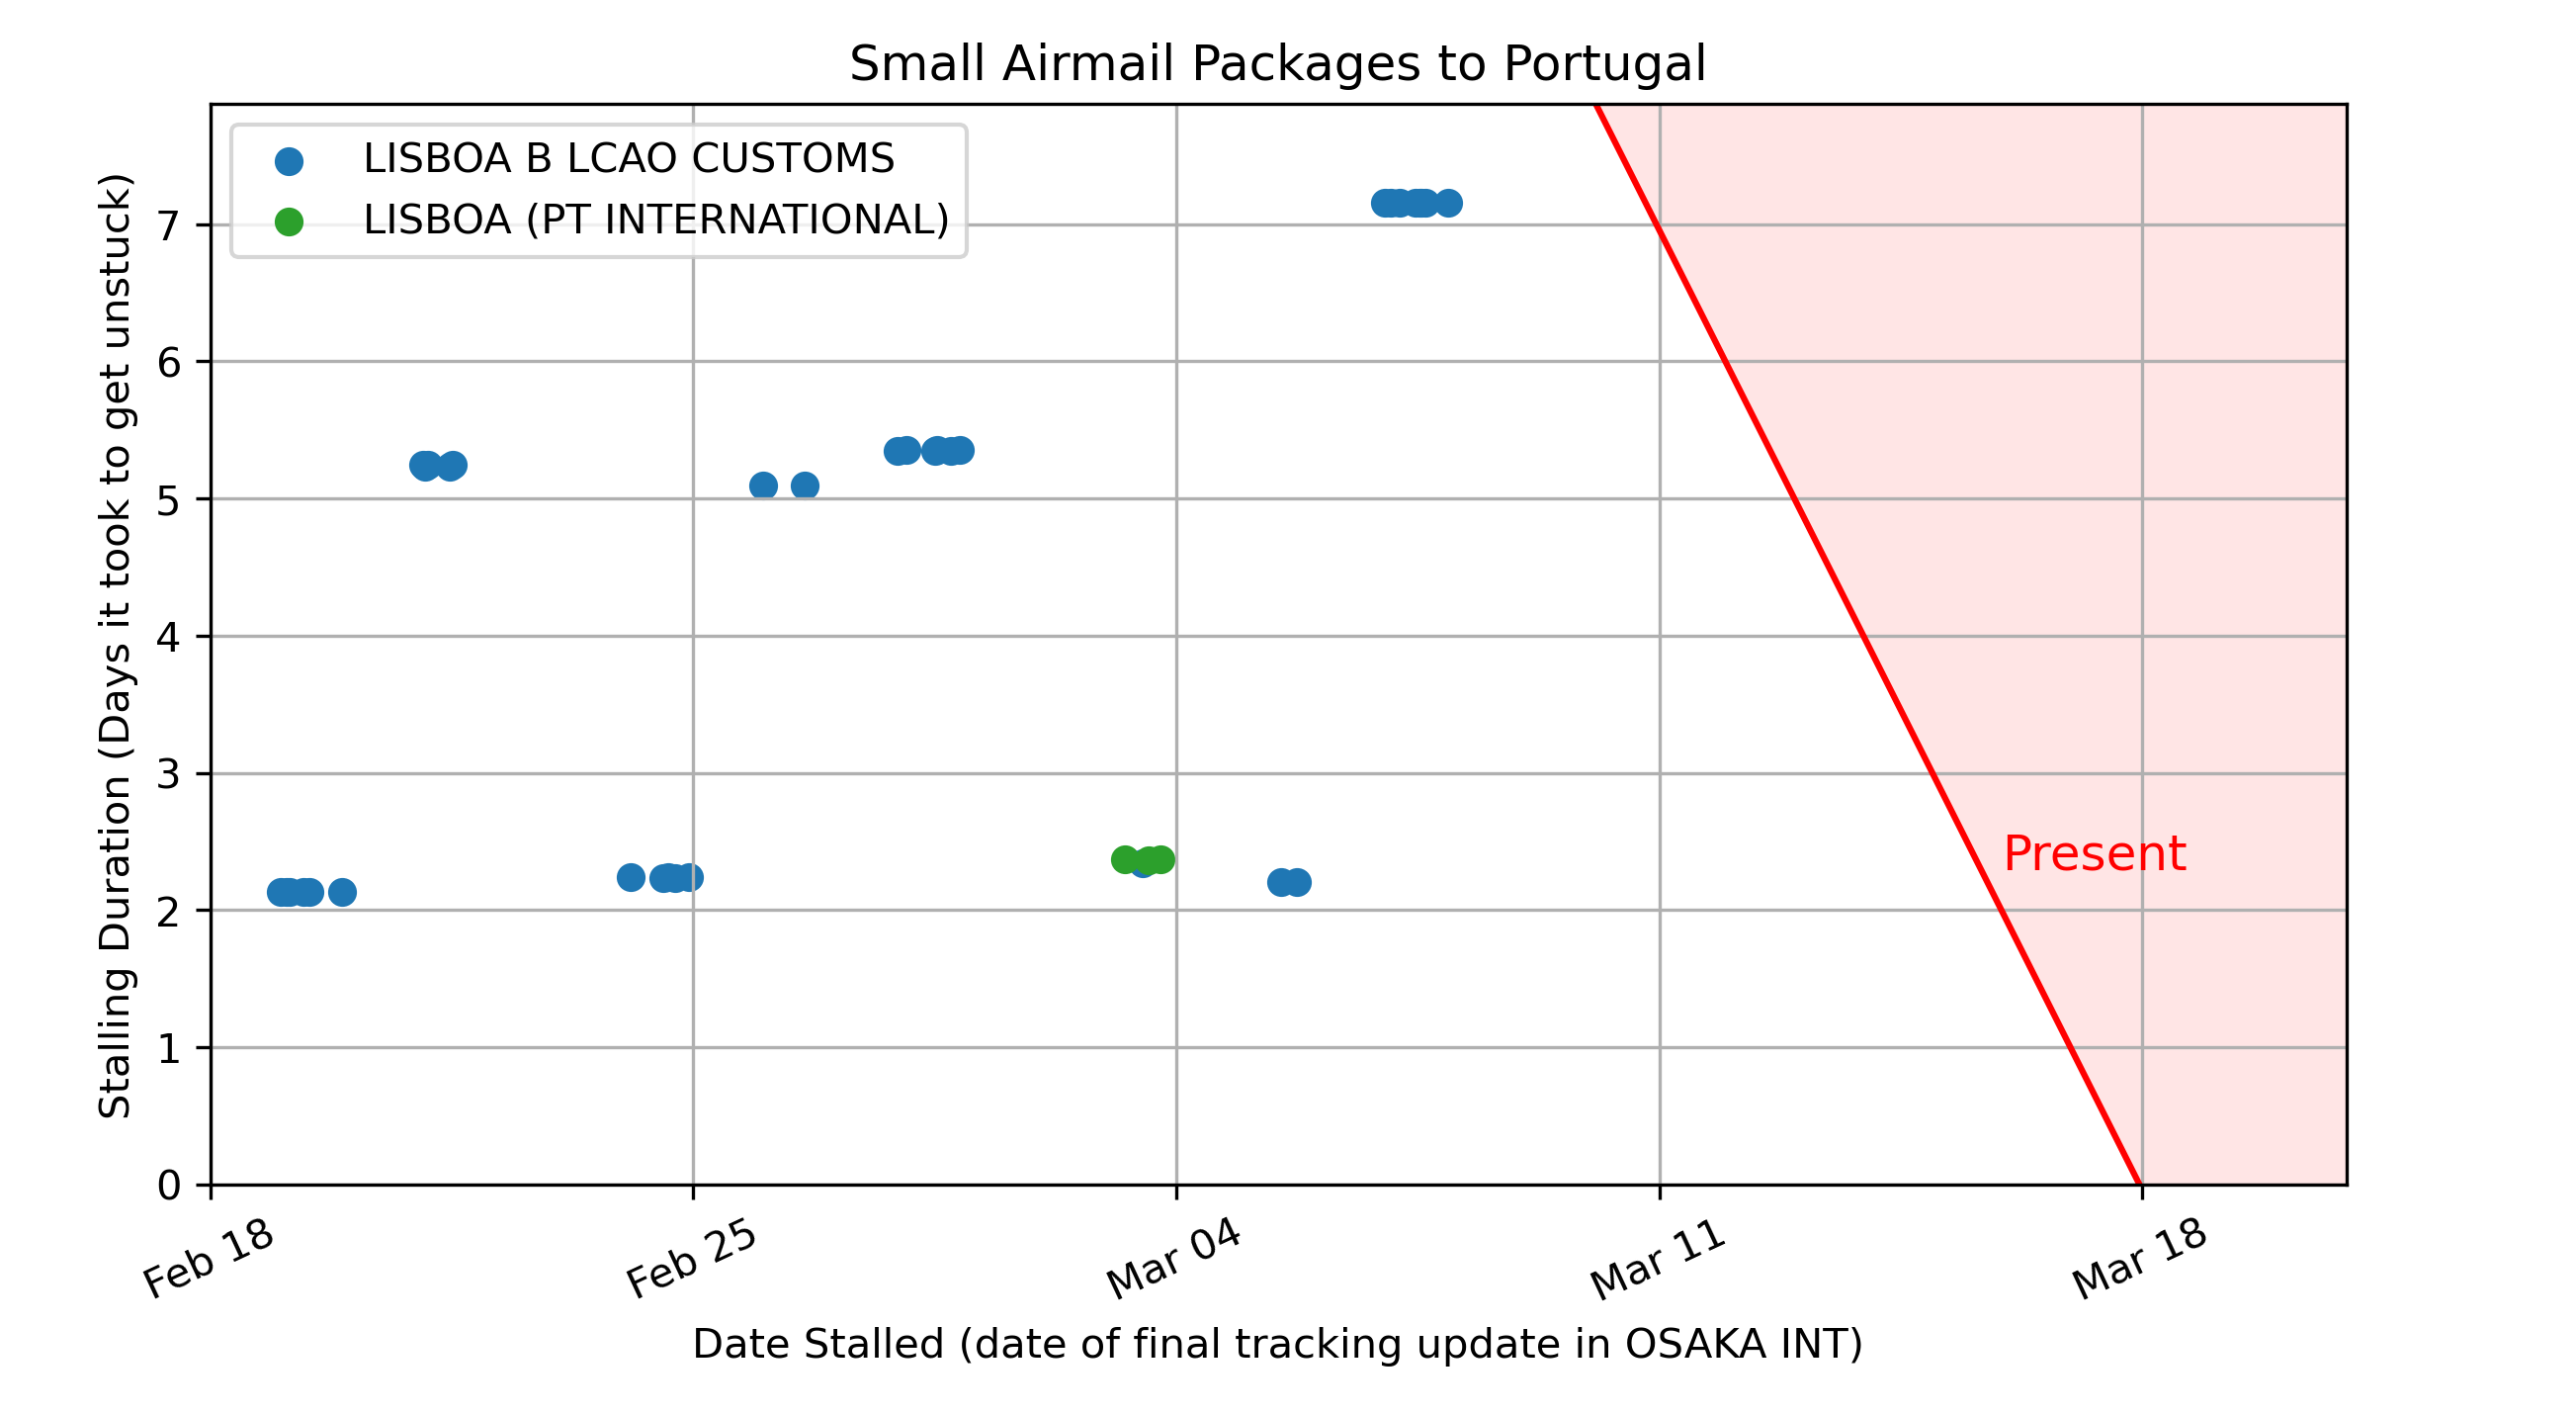 Small Airmail Packages to Portugal
LISBOA B LCAO CUSTOMS
LISBOA (PT INTERNATIONAL)
Stalling Duration (Days it took to get unstuck)
7
6
5
4
3
2
1
0
Present
Feb 18
Feb 25
Mar 04
Mar 11
Mar 18
Date Stalled (date of final tracking update in OSAKA INT)